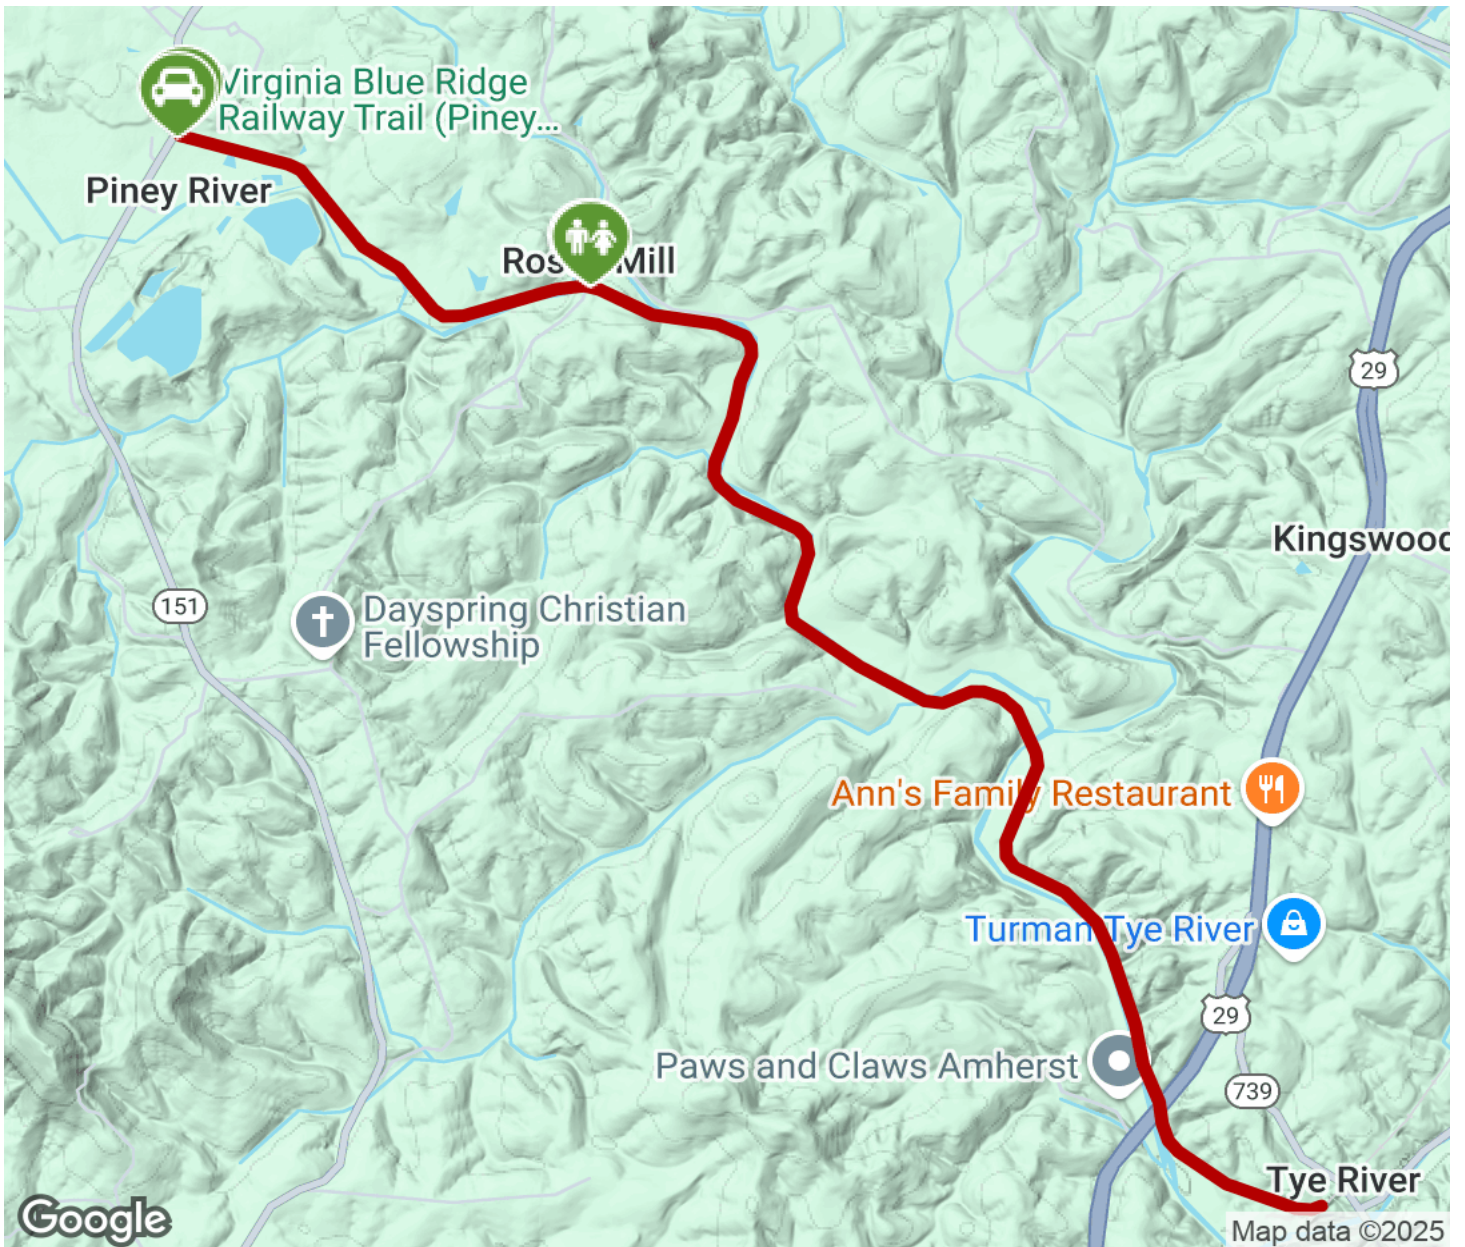 Virginia Blue Ridge
Railway Trail (Piney...
Piney River
Mill
29
Kingswood
151
Dayspring Christian
Fellowship
Ann's Family Restaurant
Turman Tye River
29
Paws and Claws Amherst
739
Tye River
Google
Map data ©2025